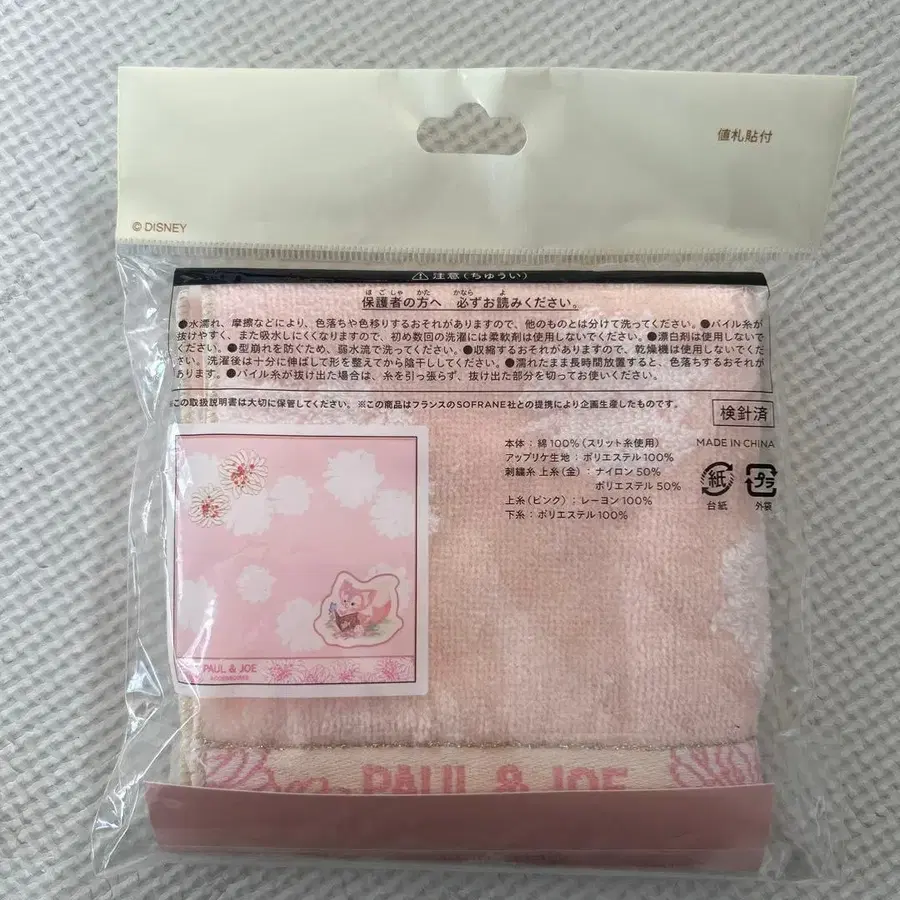 値札貼付
© DISNEY
⚠注意(ちゅうい)
ほごしゃ かた かなら よ
保護者の方へ 必ずお読みください。
●水濡れ、摩擦などにより、色落ちや色移りするおそれがありますので、他のものとは分けて洗ってください。●パイル糸が
抜けやすく、また吸水しにくくなりますので、初め数回の洗濯には柔軟剤は使用しないでください。●漂白剤は使用しないで
ください。●型崩れを防ぐため、弱水流で洗ってください。●収縮するおそれがありますので、乾燥機は使用しないでくだ
さい。洗濯後は十分に伸ばして形を整えてから陰干ししてください。●濡れたまま長時間放置すると、色落ちするおそれが
あります。●パイル糸が抜け出た場合は、糸を引っ張らず、抜け出た部分を切ってお使いください。
※この取扱説明書は大切に保管してください。※この商品はフランスのSOFRANE社との提携により企画生産したものです。
検針済
本体:綿100%(スリット糸使用)
アップリケ生地:ポリエステル100%
刺繍糸 上糸(金):ナイロン50%
ポリエステル50%
上糸(ピンク):レーヨン100%
下糸:ポリエステル100%
MADE IN CHINA
紙 プラ
台紙 外袋
PAUL & JOE
ACCESSOIRES
PAUL & JOE